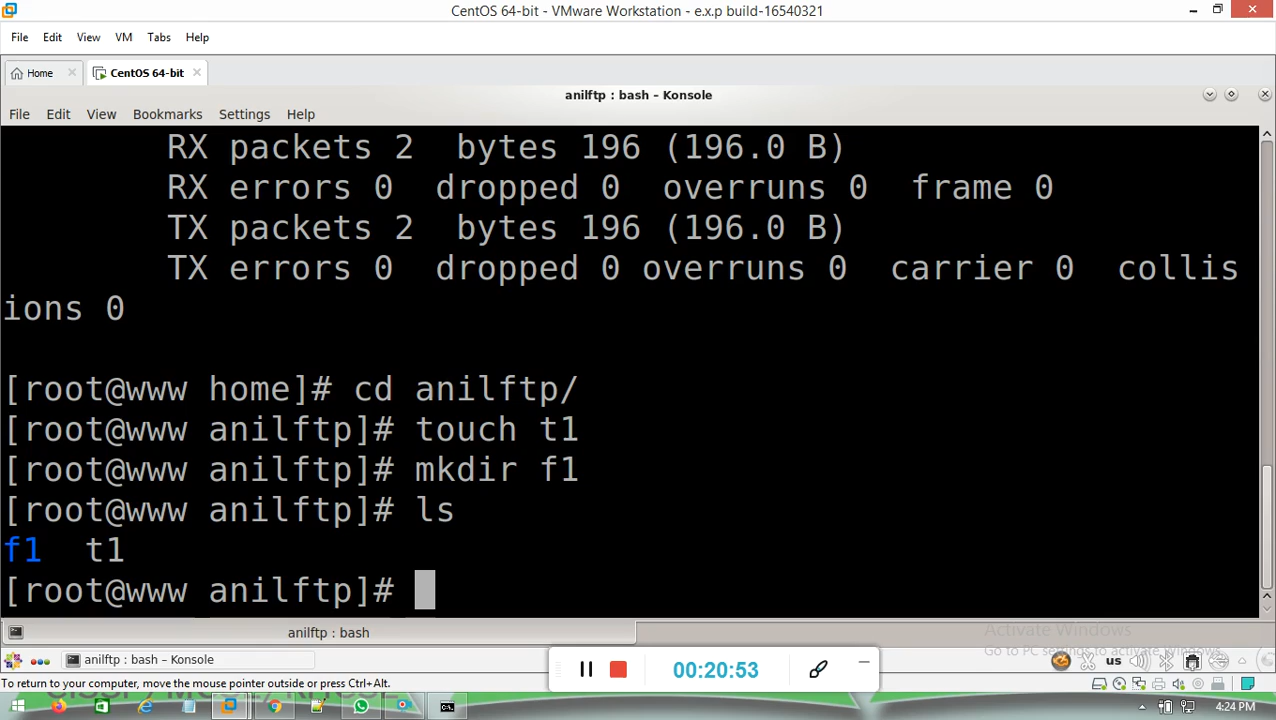 CentOS 64-bit - VMware Workstation - e.x.p build-16540321
File Edit View VM Tabs Help
Home CentOS 64-bit
anilftp : bash – Konsole
File Edit View Bookmarks Settings Help
RX packets 2 bytes 196 (196.0 B)
RX errors 0 dropped 0 overruns 0 frame 0
TX packets 2 bytes 196 (196.0 B)
TX errors 0 dropped 0 overruns 0 carrier 0 collis
ions 0
[root@www home]# cd anilftp/
[root@www anilftp]# touch t1
[root@www anilftp]# mkdir f1
[root@www anilftp]# ls
f1 t1
[root@www anilftp]#
anilftp : bash
Activate Windows
Go to PC settings to activate Windows.
anilftp : bash – Konsole
us
00:20:53
To return to your computer, move the mouse pointer outside or press Ctrl+Alt.
4:24 PM